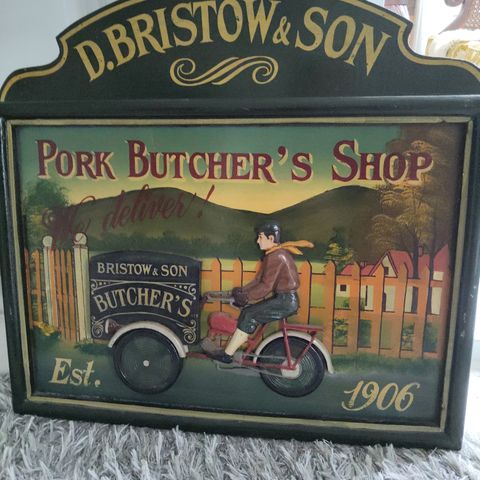 D. BRISTOW & SON
PORK BUTCHER'S SHOP
We deliver!
BRISTOW & SON
BUTCHER'S
Est. 1906